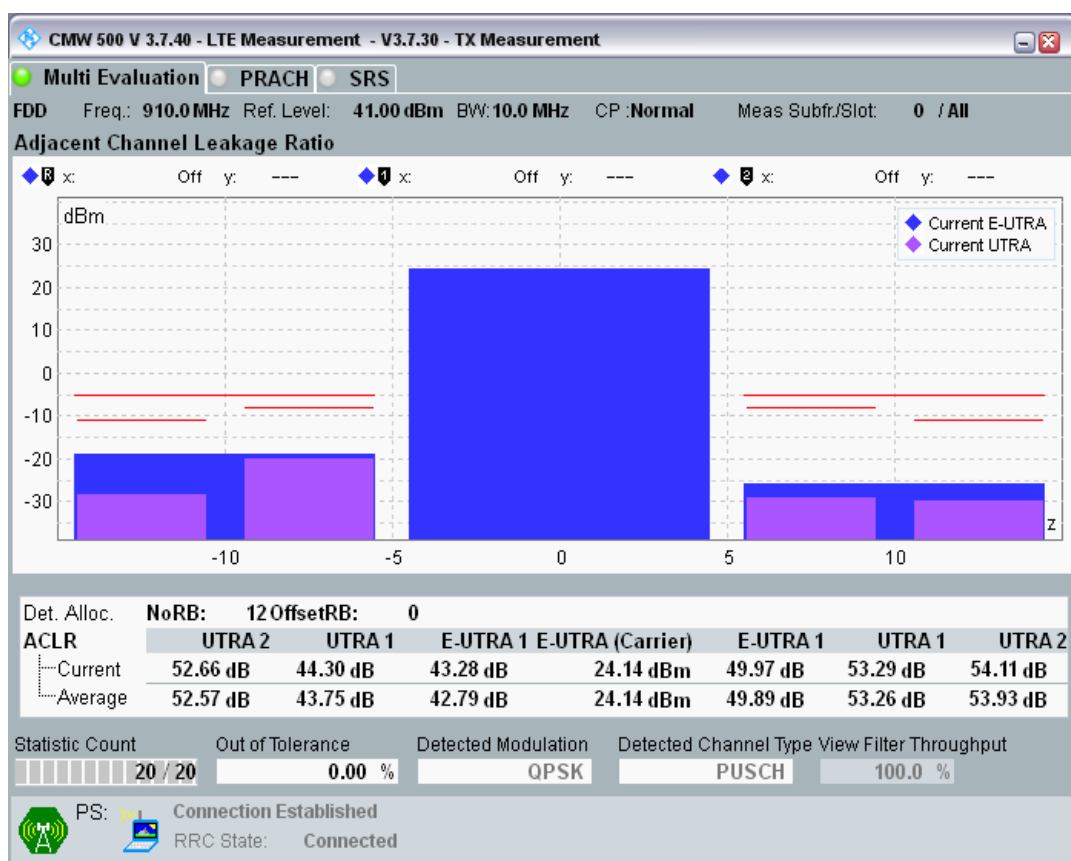 CMW 500 V 3.7.40 - LTE Measurement - V3.7.30 - TX Measurement
Multi Evaluation PRACH SRS
FDD Freq.: 910.0 MHz Ref. Level: 41.00 dBm BW: 10.0 MHz CP :Normal Meas Subfr./Slot: 0 / All
Adjacent Channel Leakage Ratio
R x: Off y: --- 1 x: Off y: --- 2 x: Off y: ---
dBm
Current E-UTRA
Current UTRA
30
20
10
0
-10
-20
-30
z
-10 -5 0 5 10
Det. Alloc. NoRB: 12 OffsetRB: 0
ACLR UTRA 2 UTRA 1 E-UTRA 1 E-UTRA (Carrier) E-UTRA 1 UTRA 1 UTRA 2
Current 52.66 dB 44.30 dB 43.28 dB 24.14 dBm 49.97 dB 53.29 dB 54.11 dB
Average 52.57 dB 43.75 dB 42.79 dB 24.14 dBm 49.89 dB 53.26 dB 53.93 dB
Statistic Count Out of Tolerance Detected Modulation Detected Channel Type View Filter Throughput
20 / 20 0.00 % QPSK PUSCH 100.0 %
PS: Connection Established
RRC State: Connected